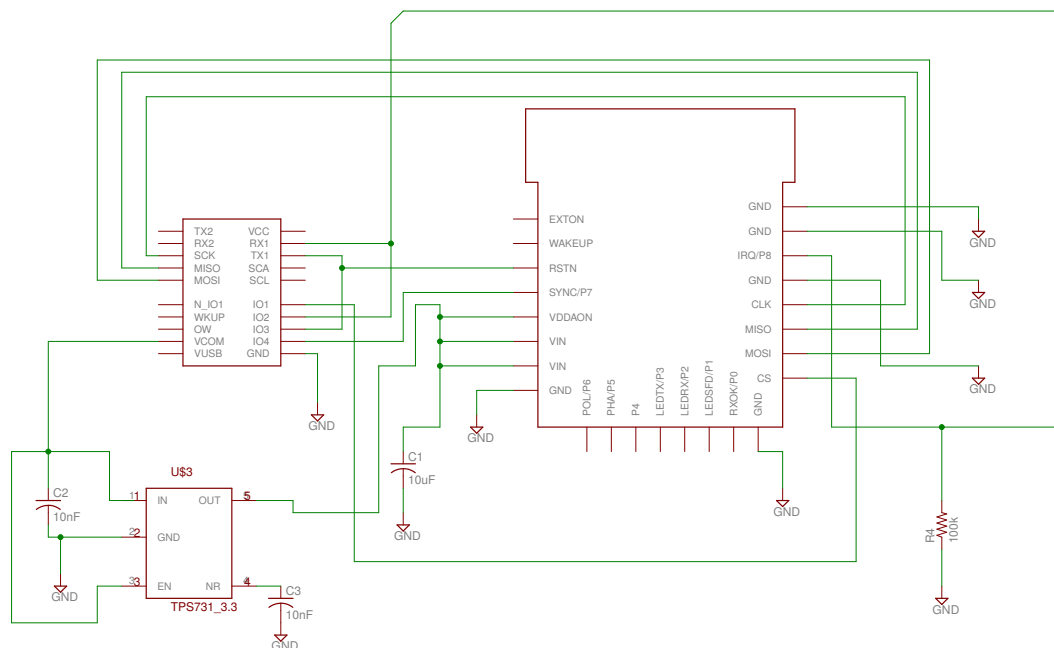 TX2 VCC
RX2 RX1
SCK TX1
MISO SCA
MOSI SCL
N_IO1 IO1
WKUP IO2
OW IO3
VCOM IO4
VUSB GND
GND
EXTON
WAKEUP
RSTN
SYNC/P7
VDDAON
VIN
VIN
GND
GND
GND
IRQ/P8
GND
CLK
MISO
MOSI
CS
POL/P6
PHA/P5
P4
LEDTX/P3
LEDRX/P2
LEDSFD/P1
RXOK/P0
GND
GND
GND
GND
GND
GND
C1
10uF
GND
U$3
1 IN OUT 5
2 GND
3 EN NR 4
TPS731_3.3
C2
10nF
GND
C3
10nF
GND
R4
100k
GND